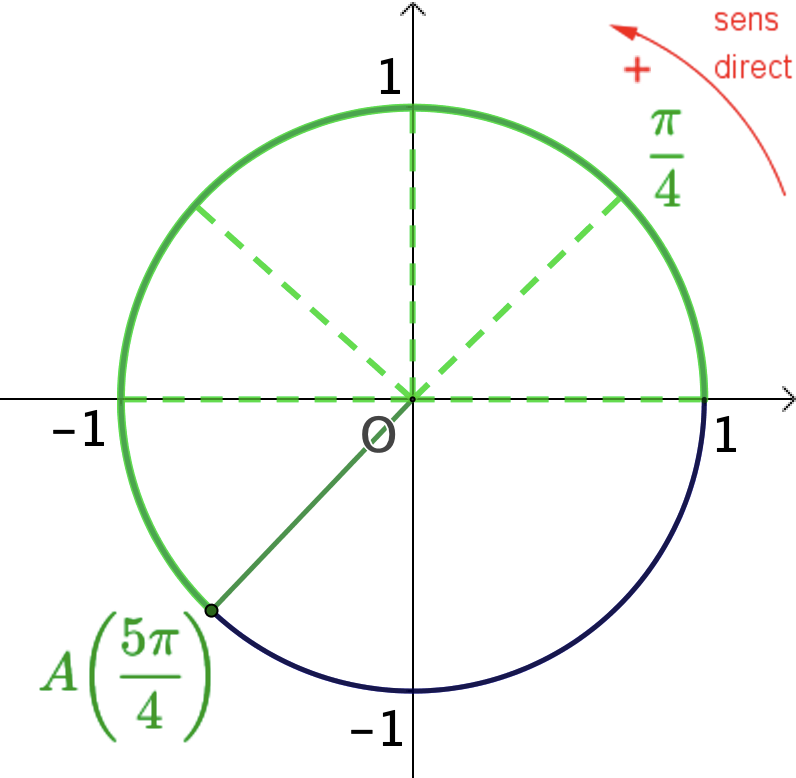 sens
direct
+
1
π/4
-1
O
1
A(5π/4)
-1